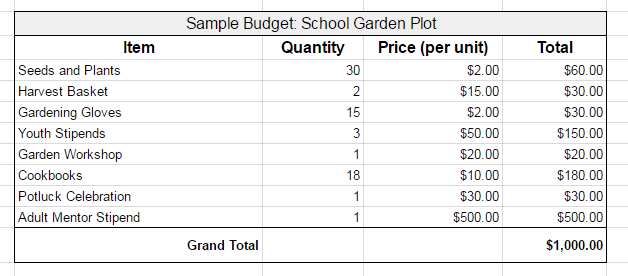 Sample Budget: School Garden Plot
Item Quantity Price (per unit) Total
Seeds and Plants 30 $2.00 $60.00
Harvest Basket 2 $15.00 $30.00
Gardening Gloves 15 $2.00 $30.00
Youth Stipends 3 $50.00 $150.00
Garden Workshop 1 $20.00 $20.00
Cookbooks 18 $10.00 $180.00
Potluck Celebration 1 $30.00 $30.00
Adult Mentor Stipend 1 $500.00 $500.00
Grand Total $1,000.00